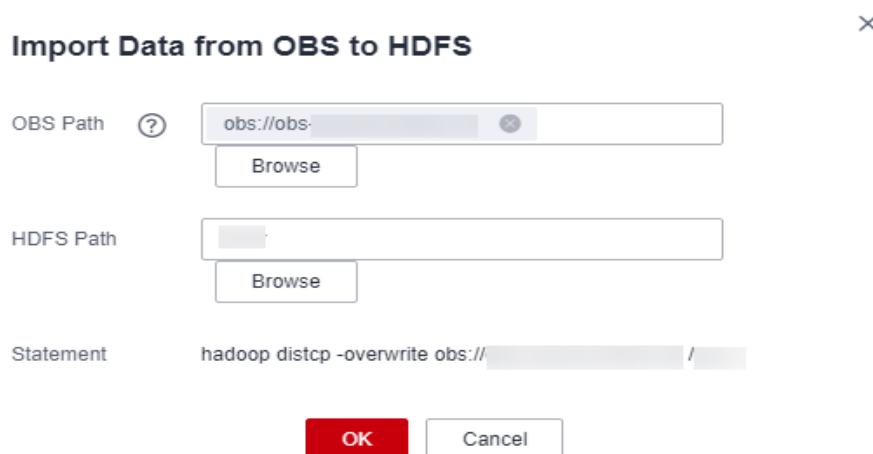 Import Data from OBS to HDFS
OBS Path ? obs://obs-
Browse
HDFS Path
Browse
Statement hadoop distcp -overwrite obs:// /
OK Cancel